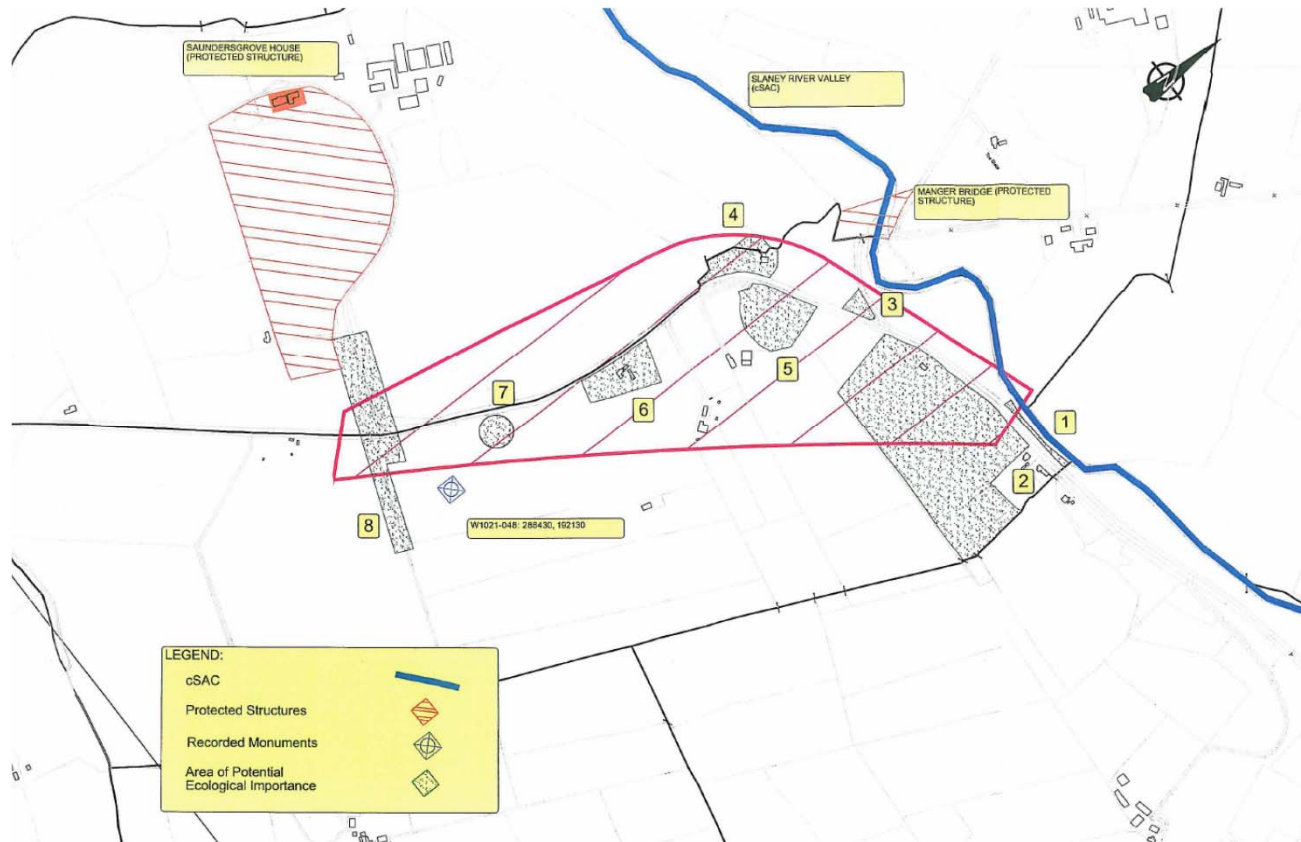 SAUNDERSGROVE HOUSE
(PROTECTED STRUCTURE)
SLANEY RIVER VALLEY
(cSAC)
MANGER BRIDGE (PROTECTED
STRUCTURE)
4
3
5
7
6
1
2
8
W1021-048: 288430, 192130
LEGEND:
cSAC
Protected Structures
Recorded Monuments
Area of Potential
Ecological Importance